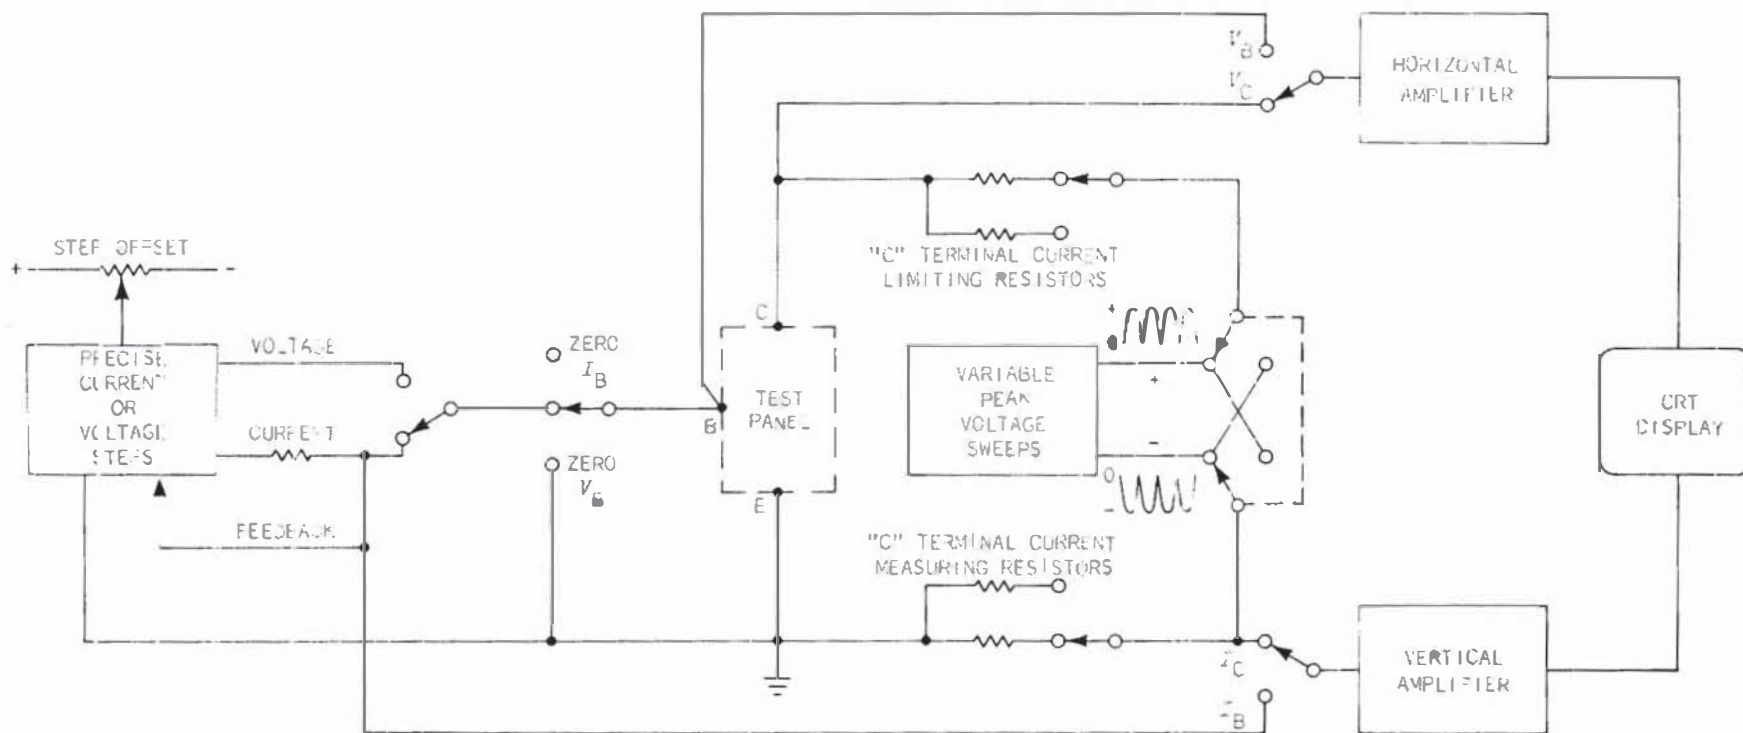 V_B
V_C
HORIZONTAL
AMPLIFIER
STEP OFFSET
+ -
"C" TERMINAL CURRENT
LIMITING RESISTORS
C
PRECISE
CURRENT
OR
VOLTAGE
STEPS
VOLTAGE
CURRENT
FEEDBACK
ZERO
I_B
ZERO
B
TEST
PANEL
E
VARIABLE
PEAK
VOLTAGE
SWEEPS
+
+
-
0
-
CRT
DISPLAY
"C" TERMINAL CURRENT
MEASURING RESISTORS
I_C
I_B
VERTICAL
AMPLIFIER